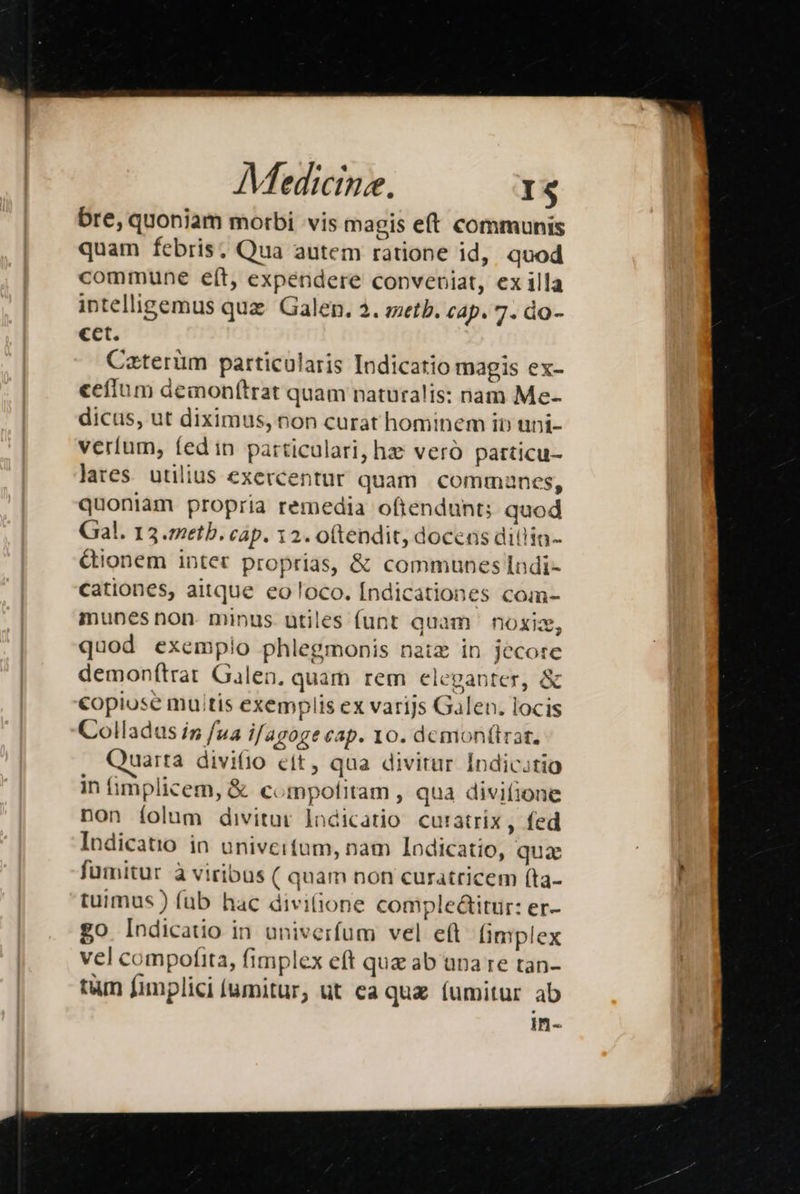 Medicinæ. 15
bre, quoniam morbi vis magis eſt communis
quam febris. Qua autem ratione id, quod
commune eſt, expendere conveniat, ex illa
intelligemus quæ Galen. 2. meth. cap. 7. do-
cet.
Cæterùm particularis Indicatio magis ex-
ceſſum demonſtrat quam naturalis: nam Me-
dicus, ut diximus, non curat hominem in uni-
verſum, ſed in particulari, hæ verò particu-
lares utilius exercentur quam communes,
quoniam propria remedia oſtendunt; quod
Gal. 13. meth. cap. 12. oſtendit, docens diſtin-
ctionem inter proprias, & communes Indi-
cationes, aitque eo loco. Indicationes com-
munes non minus utiles ſunt quam noxiæ,
quod exemplo phlegmonis natæ in jecore
demonſtrat Galen. quam rem eleganter, &
copiosè multis exemplis ex varijs Galen. locis
Colladus in ſua iſagoge cap. 10. demonſtrat.
Quarta diviſio eſt, qua divitur Indicatio
in ſimplicem, & compoſitam, qua diviſione
non ſolum divitur Indicatio curatrix, ſed
Indicatio in univerſum, nam Indicatio, quæ
ſumitur à viribus ( quam non curatricem ſta-
tuimus ) ſub hac diviſione complectitur: er-
go Indicatio in univerſum vel eſt ſimplex
vel compoſita, ſimplex eſt quæ ab una re tan-
tùm ſimplici ſumitur, ut ea quæ ſumitur ab
in-